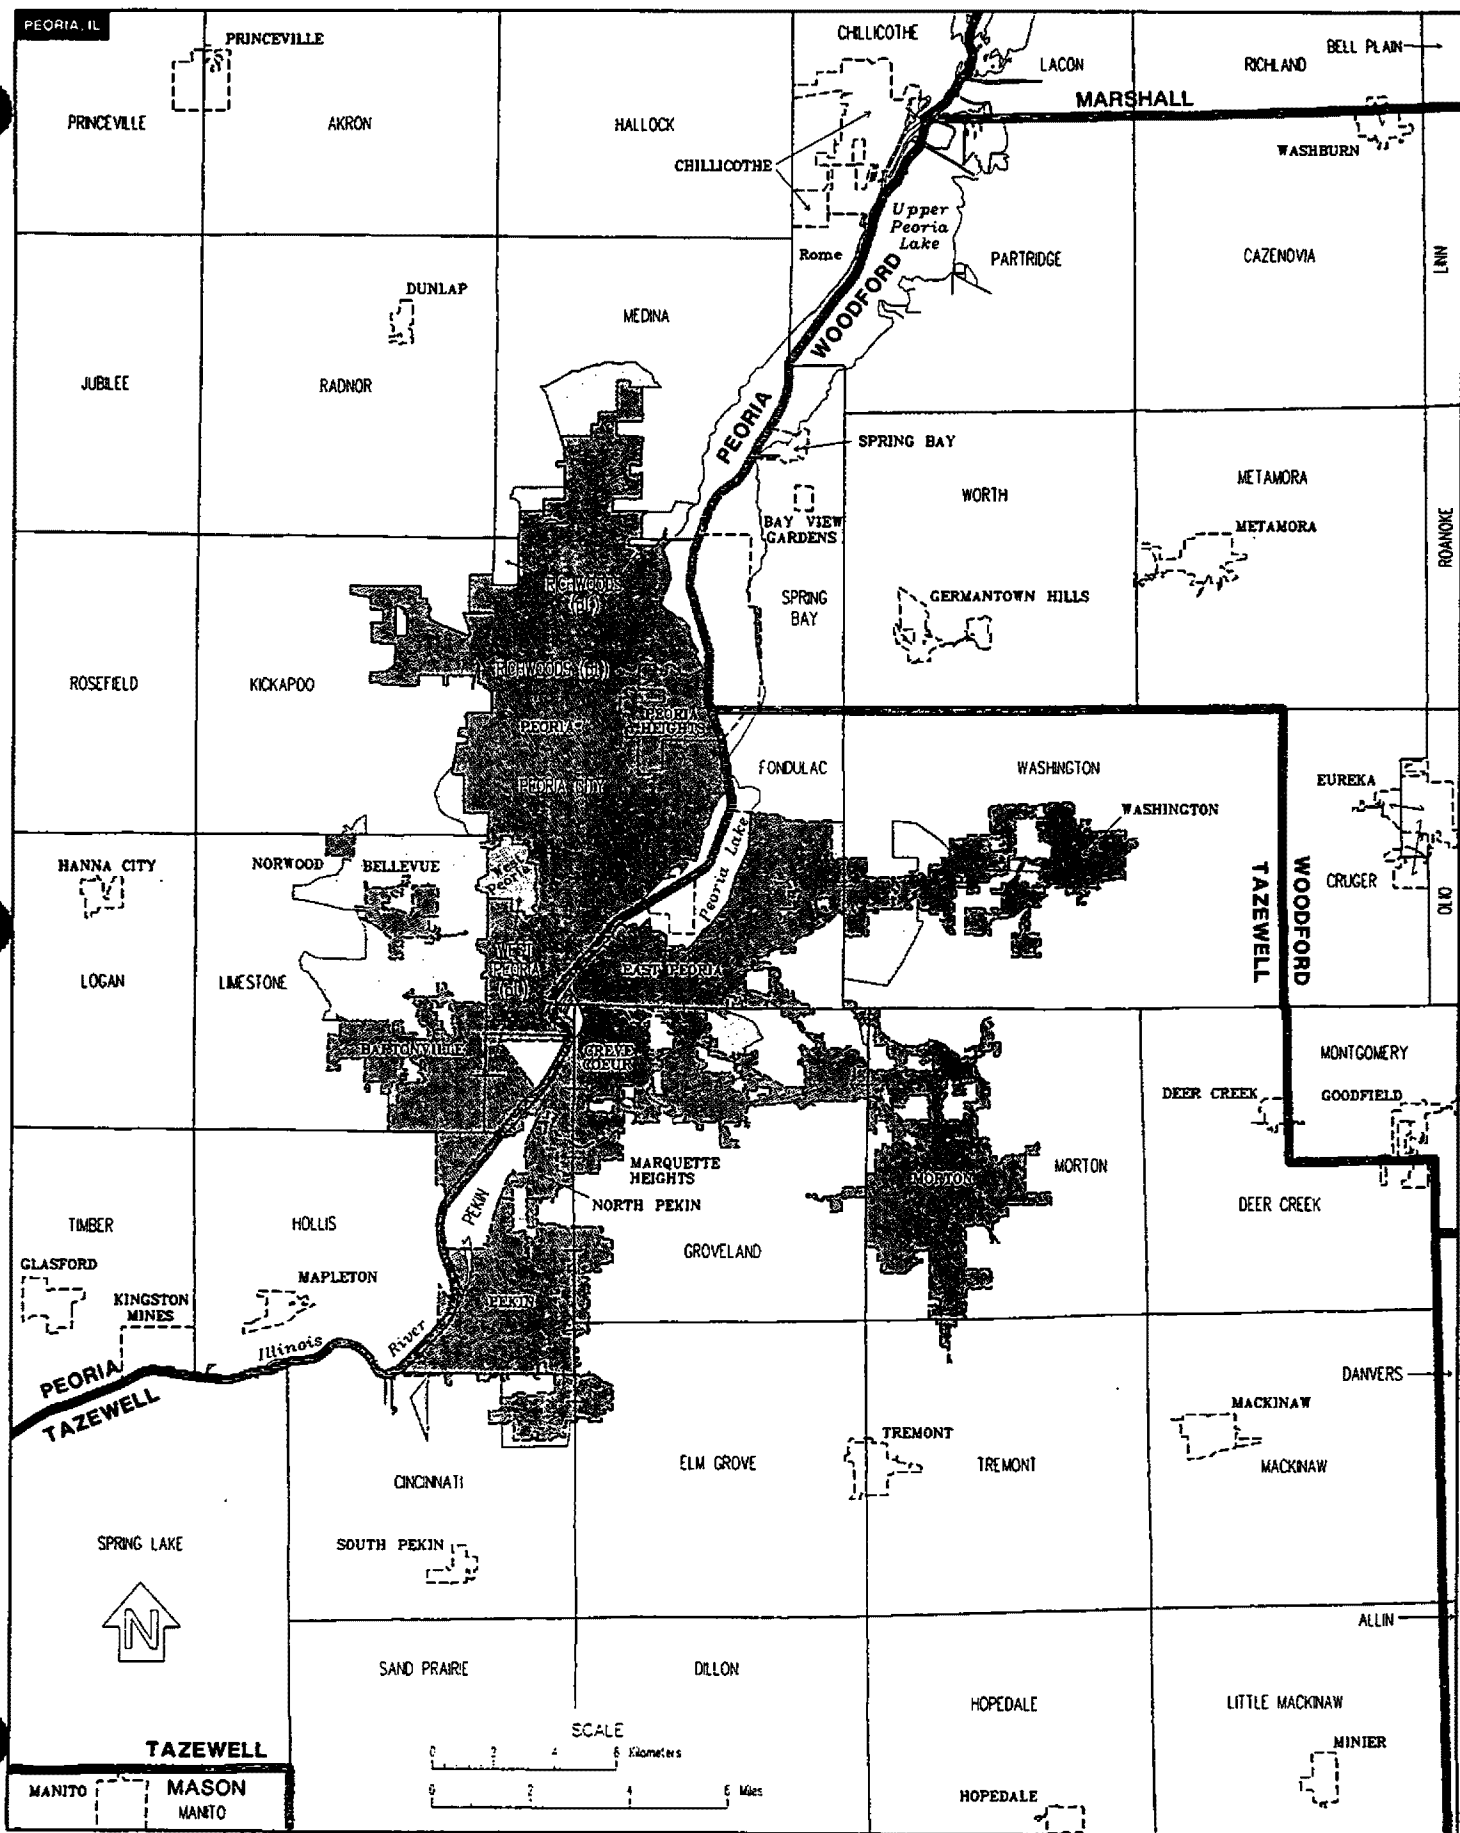 PEORIA, IL
PRINCEVILLE
CHILLICOTHE
LACON
RICHLAND
BELL PLAIN
MARSHALL
PRINCEVILLE
AKRON
HALLOCK
CHILLICOTHE
WASHBURN
Upper
Peoria
Lake
Rome
PARTRIDGE
CAZENOVIA
LINN
WOODFORD
DUNLAP
MEDINA
JUBILEE
RADNOR
PEORIA
SPRING BAY
WORTH
METAMORA
METAMORA
ROANOKE
BAY VIEW
GARDENS
RICHWOODS
(pt)
SPRING
BAY
GERMANTOWN HILLS
ROSEFIELD
KICKAPOO
RICHWOODS (pt)
PEORIA
PEORIA
HEIGHTS
PEORIA CITY
FONDULAC
WASHINGTON
WASHINGTON
EUREKA
HANNA CITY
NORWOOD
BELLEVUE
West
Peoria
Peoria Lake
CRUGER
OLIO
WOODFORD
TAZEWELL
LOGAN
LIMESTONE
WEST
PEORIA
(pt)
EAST PEORIA
BARTONVILLE
CREVE
COEUR
MONTGOMERY
DEER CREEK
GOODFIELD
MARQUETTE
HEIGHTS
NORTH PEKIN
MORTON
MORTON
DEER CREEK
TIMBER
HOLLIS
PEKIN
GROVELAND
GLASFORD
KINGSTON
MINES
MAPLETON
PEKIN
Illinois
River
PEORIA
TAZEWELL
DANVERS
MACKINAW
TREMONT
CINCINNATI
ELM GROVE
TREMONT
MACKINAW
SPRING LAKE
SOUTH PEKIN
N
ALLIN
SAND PRAIRIE
DILLON
HOPEDALE
LITTLE MACKINAW
SCALE
0 2 4 6 Kilometers
0 2 4 6 Miles
TAZEWELL
MASON
MANITO
MANITO
MINIER
HOPEDALE